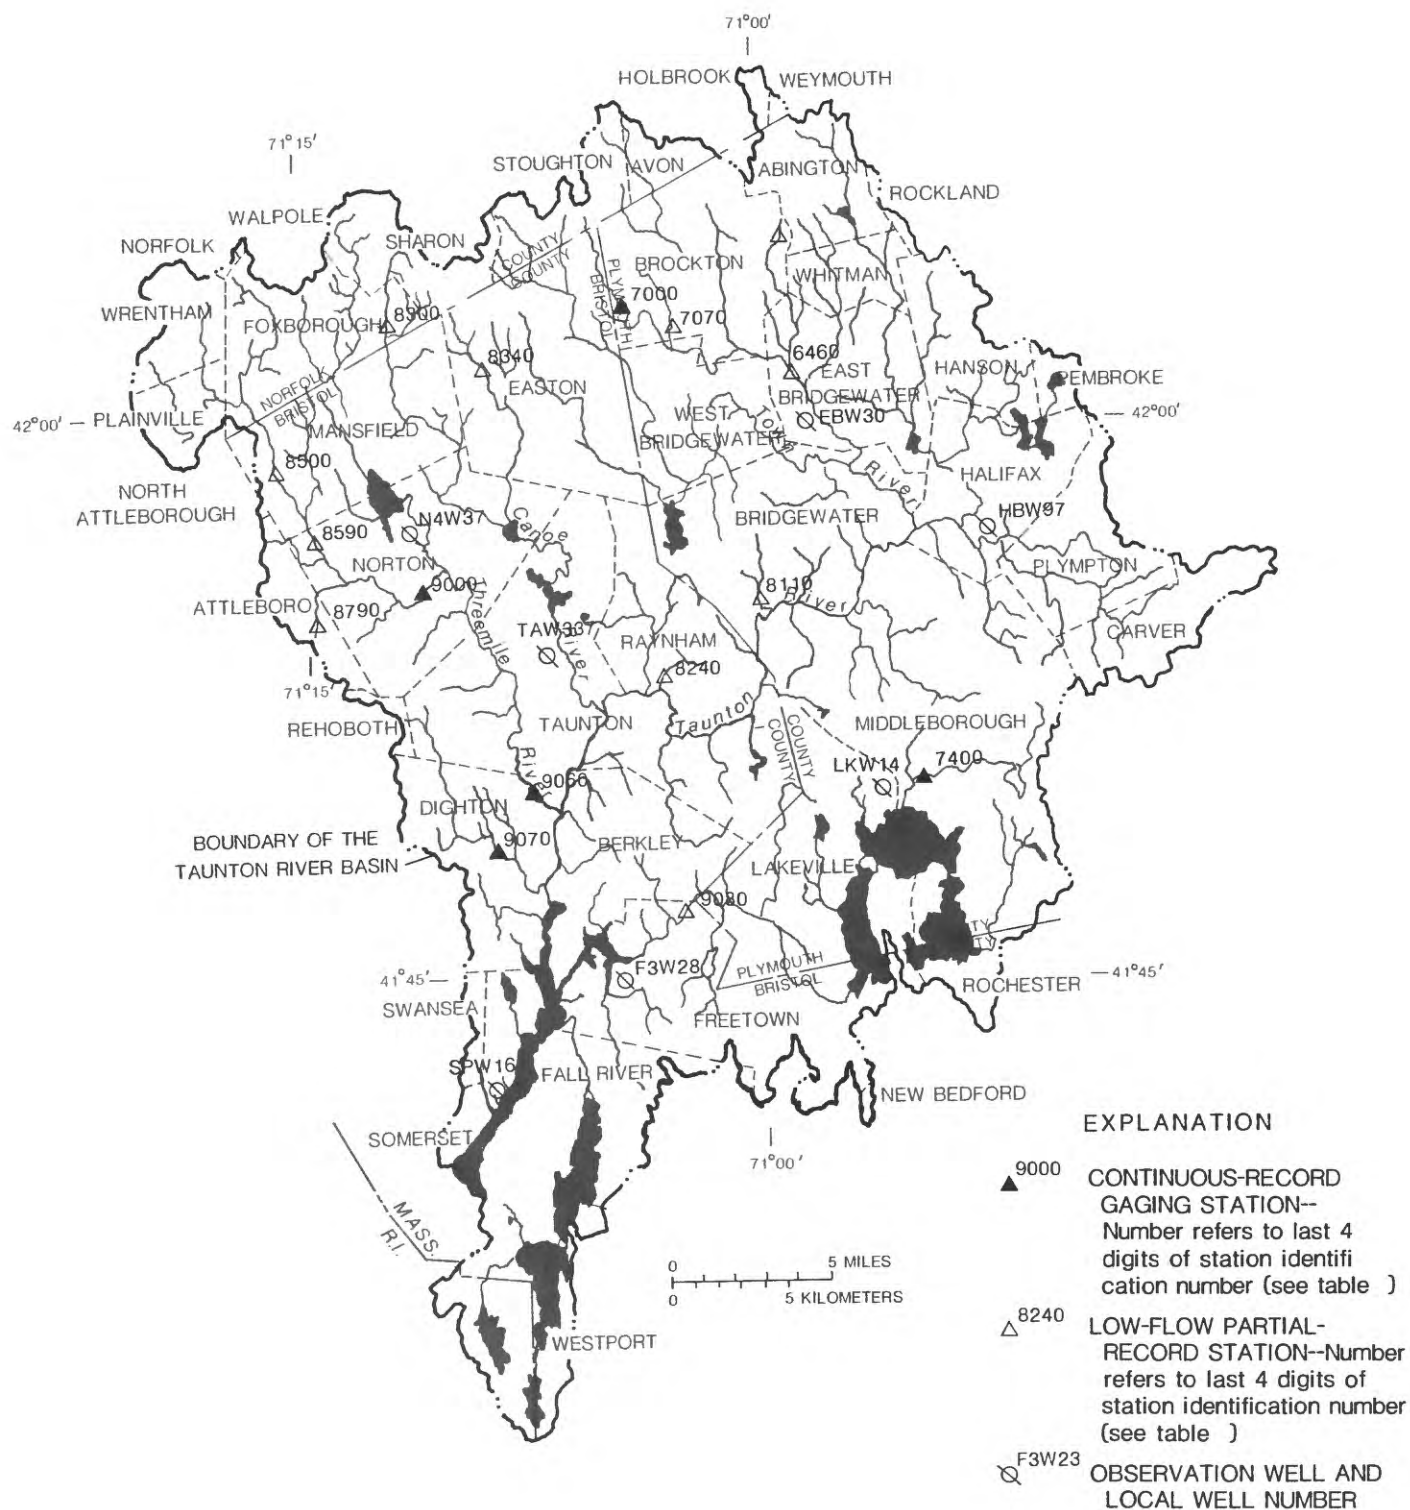 71°00'
HOLBROOK
WEYMOUTH
71°15'
STOUGHTON
AVON
ABINGTON
ROCKLAND
WALPOLE
NORFOLK
SHARON
COUNTY
COUNTY
PLYMOUTH
BRISTOL
BROCKTON
WHITMAN
WRENTHAM
FOXBOROUGH
8300
7000
7070
8340
6460
EAST
BRIDGEWATER
HANSON
PEMBROKE
EASTON
NORFOLK
BRISTOL
WEST
BRIDGEWATER
EBW30
42°00'
PLAINVILLE
42°00'
MANSFIELD
Town
River
8500
HALIFAX
NORTH
ATTLEBOROUGH
N4W37
Canoe
BRIDGEWATER
HBW97
8590
NORTON
PLYMPTON
9000
8110
River
ATTLEBORO
8790
Threemile
TAW337
River
RAYNHAM
CARVER
8240
71°15'
REHOBOTH
TAUNTON
Taunton
COUNTY
COUNTY
MIDDLEBOROUGH
River
9066
LKW14
7400
DIGHTON
BOUNDARY OF THE
TAUNTON RIVER BASIN
9070
BERKLEY
LAKEVILLE
9080
TY
TY
41°45'
F3W28
PLYMOUTH
BRISTOL
ROCHESTER
41°45'
SWANSEA
FREETOWN
SPW16
FALL RIVER
NEW BEDFORD
SOMERSET
71°00'
MASS.
R.I.
0 5 MILES
0 5 KILOMETERS
WESTPORT
EXPLANATION
9000 CONTINUOUS-RECORD
GAGING STATION--
Number refers to last 4
digits of station identifi
cation number (see table )
8240 LOW-FLOW PARTIAL-
RECORD STATION--Number
refers to last 4 digits of
station identification number
(see table )
F3W23 OBSERVATION WELL AND
LOCAL WELL NUMBER